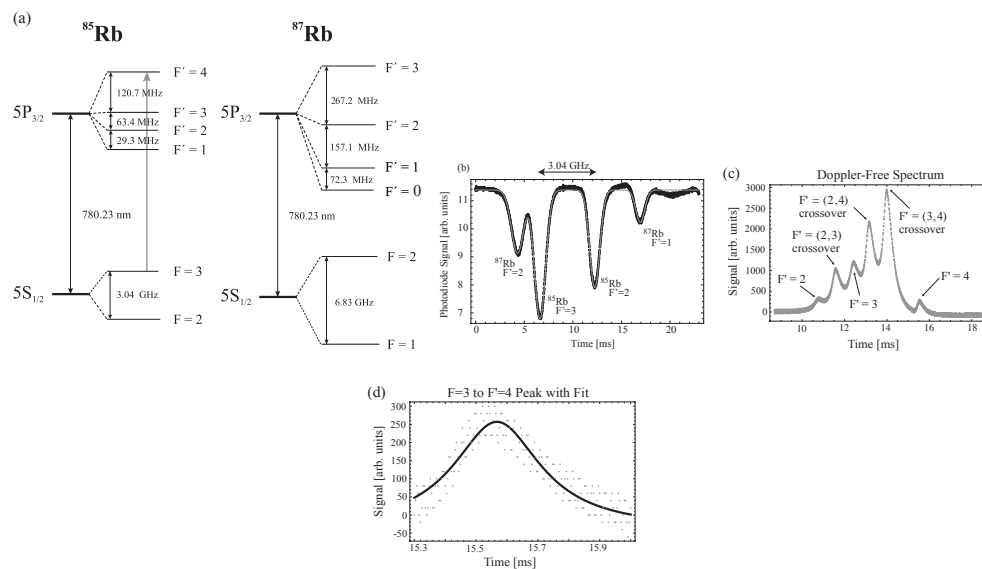 (a)
⁸⁵Rb
⁸⁷Rb
F´ = 4
120.7 MHz
5P3/2
F´ = 3
63.4 MHz
F´ = 2
29.3 MHz
F´ = 1
780.23 nm
5S1/2
F = 3
3.04 GHz
F = 2
F´ = 3
267.2 MHz
5P3/2
F´ = 2
157.1 MHz
F´ = 1
72.3 MHz
F´ = 0
780.23 nm
F = 2
5S1/2
6.83 GHz
F = 1
(b)
3.04 GHz
Photodiode Signal [arb. units]
11
10
9
8
7
⁸⁷Rb
F'=2
⁸⁵Rb
F'=3
⁸⁵Rb
F'=2
⁸⁷Rb
F'=1
0 5 10 15 20
Time [ms]
(c)
Doppler-Free Spectrum
Signal [arb. units]
3000
2500
2000
1500
1000
500
0
F' = (2,4)
crossover
F' = (3,4)
crossover
F' = (2,3)
crossover
F' = 2
F' = 3
F' = 4
10 12 14 16 18
Time [ms]
(d)
F=3 to F'=4 Peak with Fit
Signal [arb. units]
300
250
200
150
100
50
0
-50
15.3 15.5 15.7 15.9
Time [ms]